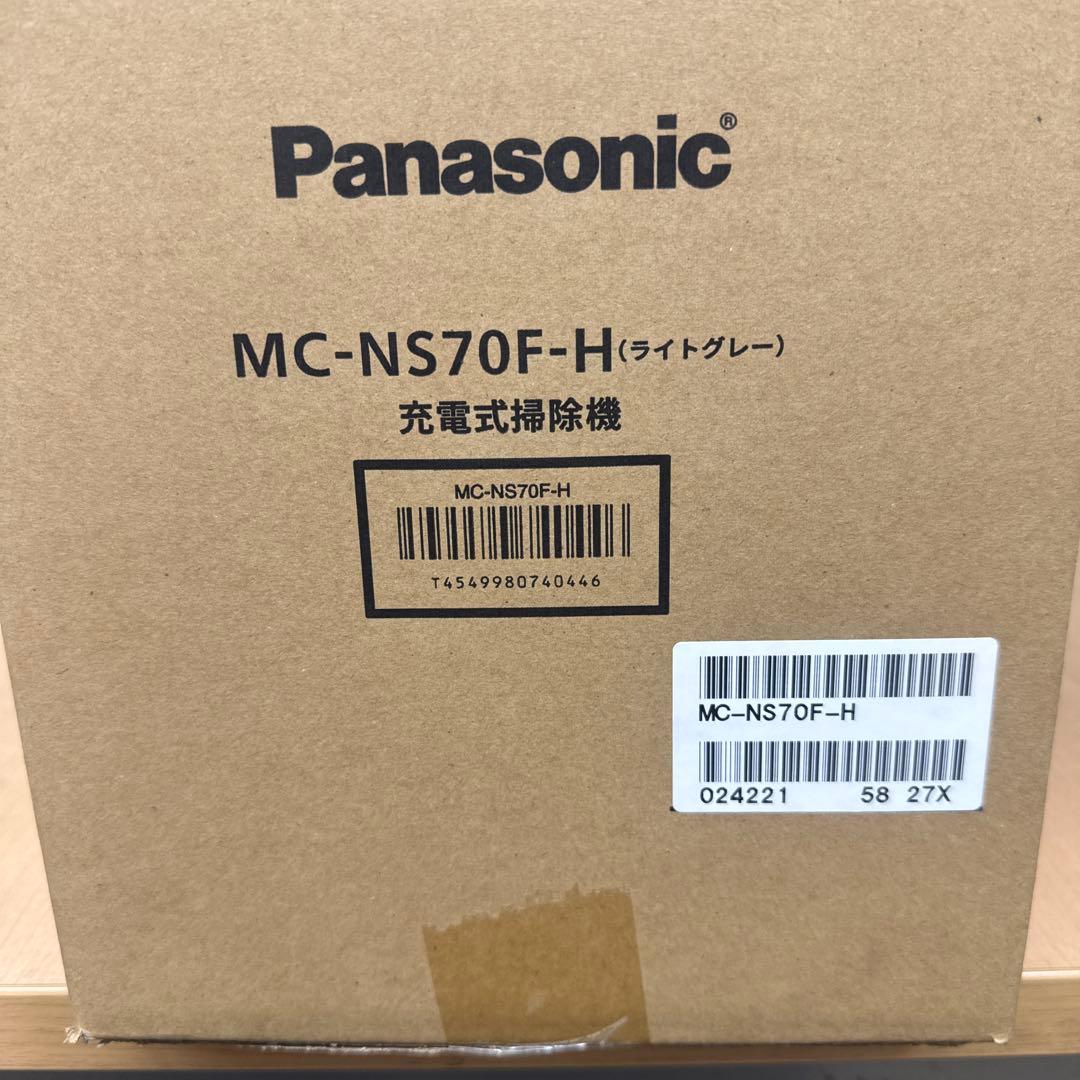 Panasonic®
MC-NS70F-H(ライトグレー)
充電式掃除機
MC-NS70F-H
T4549980740446
MC-NS70F-H
024221 58 27X